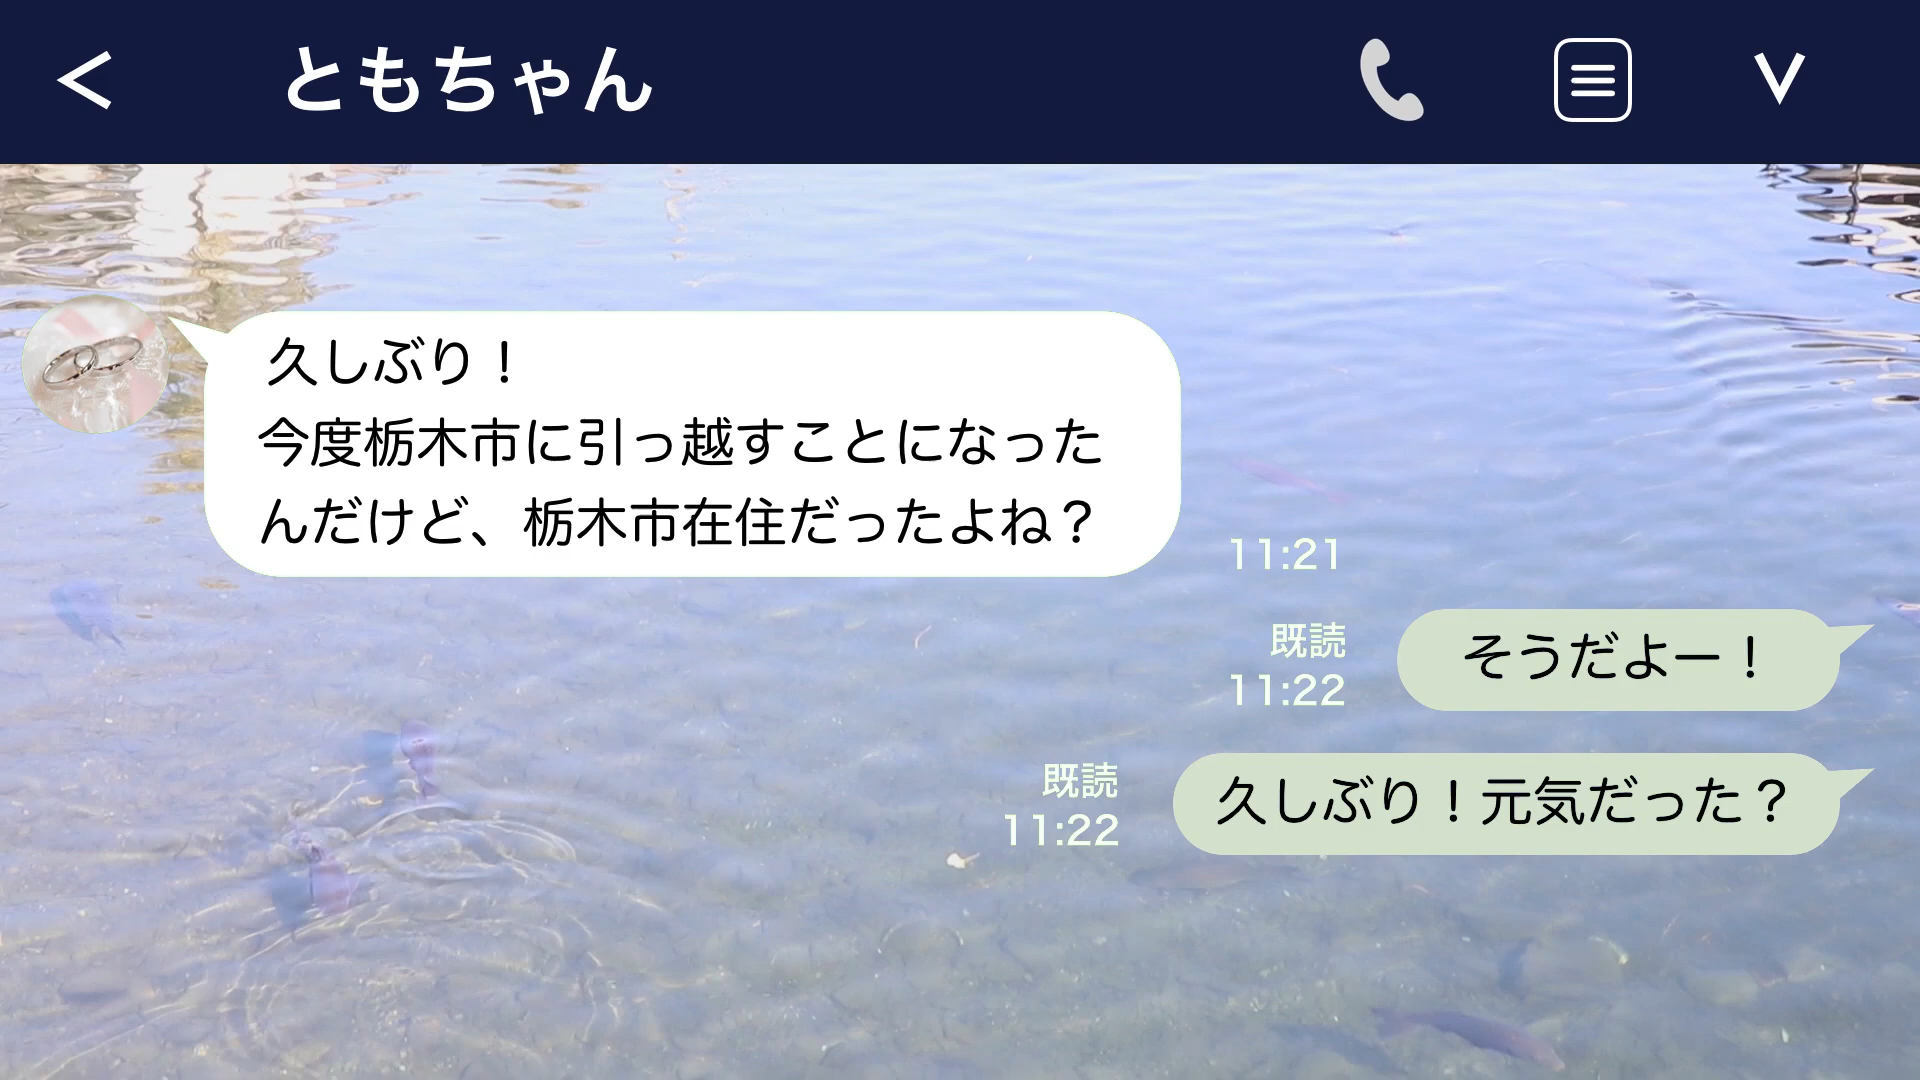 ともちゃん
久しぶり！
今度栃木市に引っ越すことになった
んだけど、栃木市在住だったよね？
11:21
既読
11:22
そうだよー！
既読
11:22
久しぶり！元気だった？